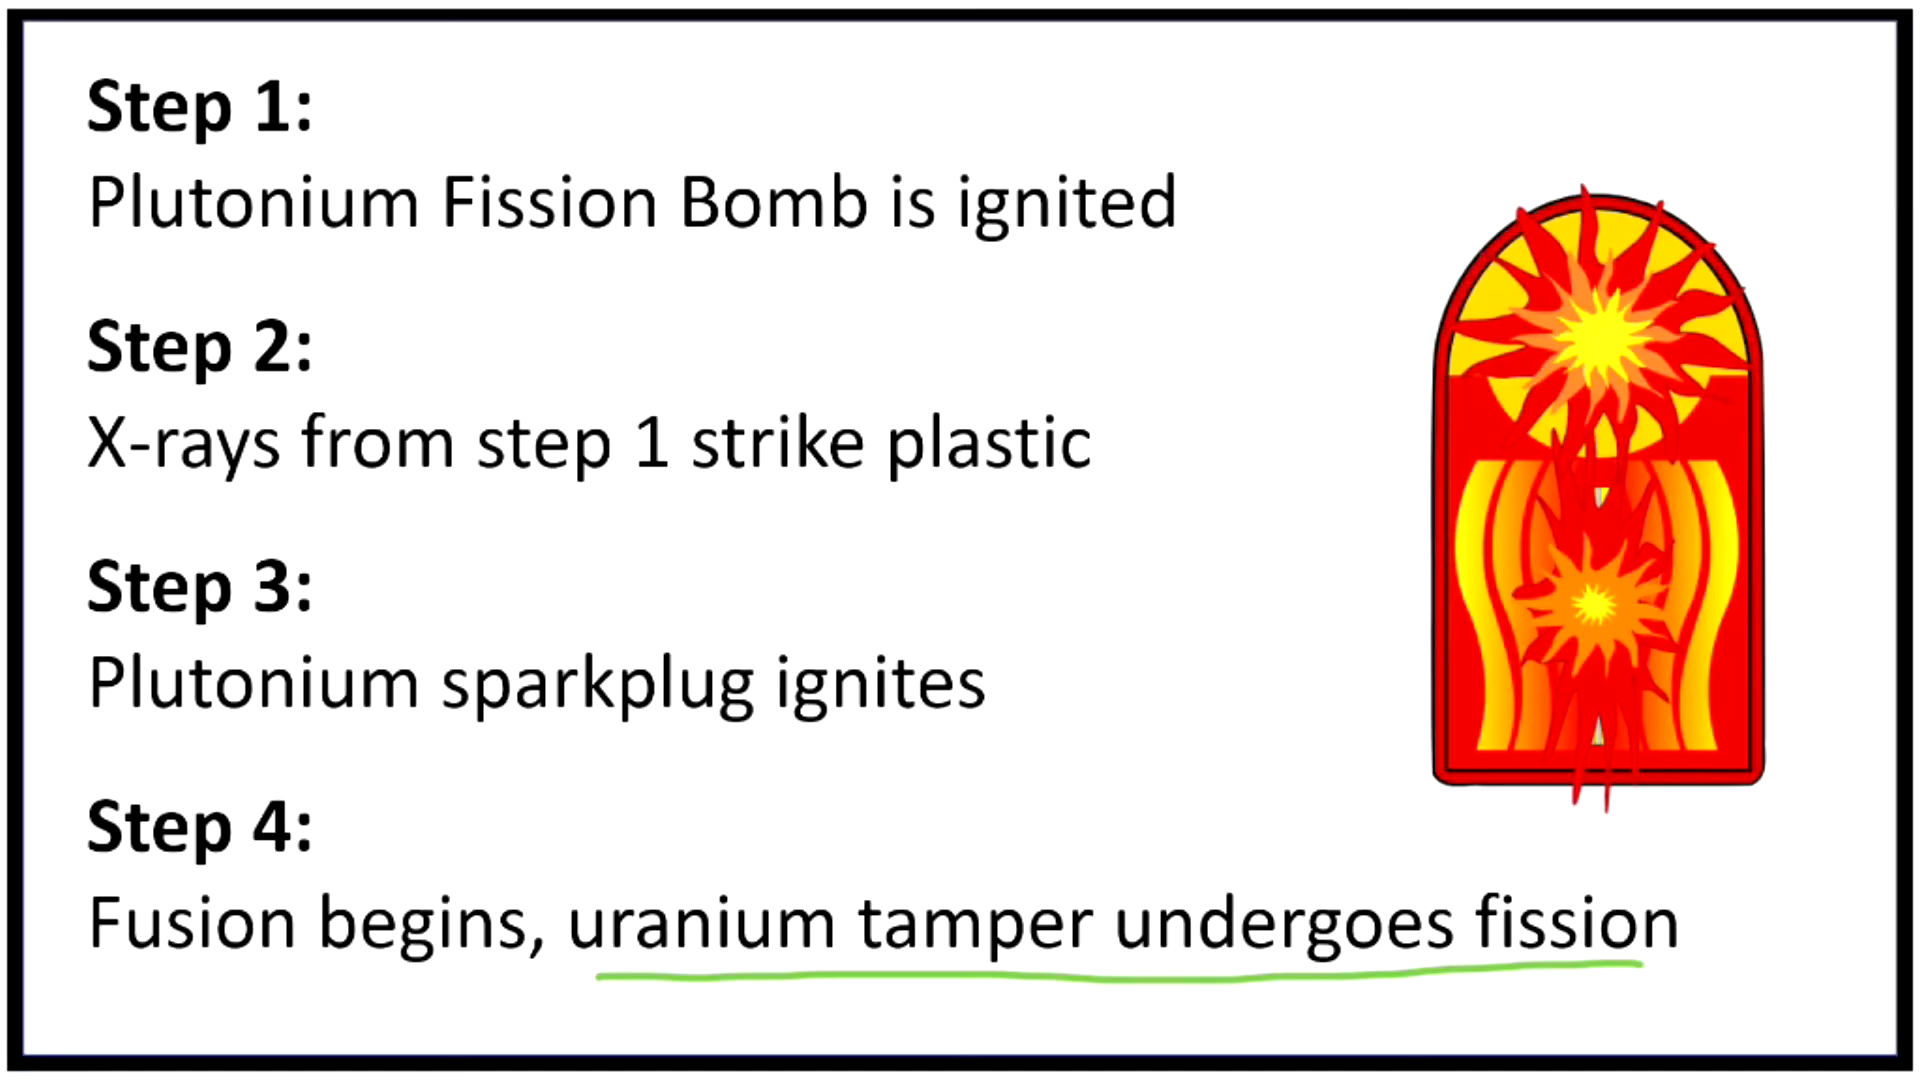 Step 1:
Plutonium Fission Bomb is ignited
Step 2:
X-rays from step 1 strike plastic
Step 3:
Plutonium sparkplug ignites
Step 4:
Fusion begins, uranium tamper undergoes fission